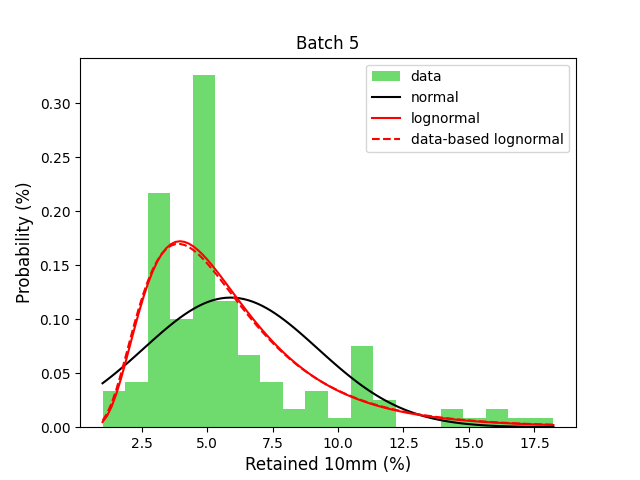 Batch 5
data
normal
lognormal
data-based lognormal
0.30
0.25
0.20
0.15
0.10
0.05
0.00
Probability (%)
2.5 5.0 7.5 10.0 12.5 15.0 17.5
Retained 10mm (%)